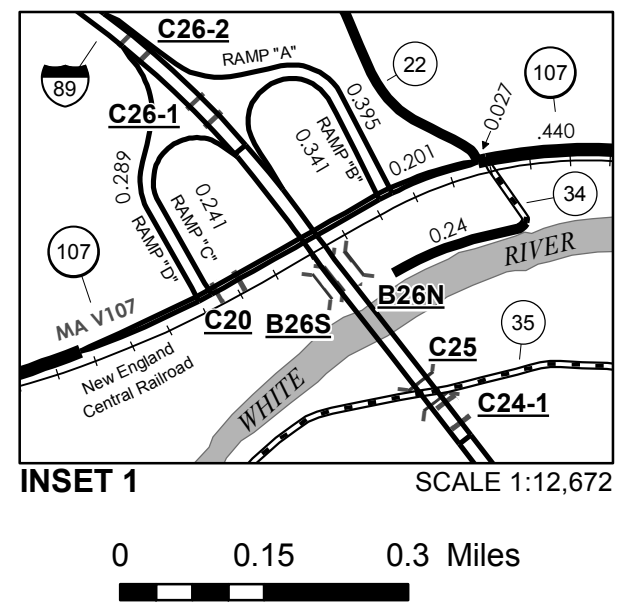 C26-2
RAMP "A"
22
0.027
107
89
C26-1
0.395
.440
0.289
RAMP "B"
0.341
0.201
34
0.241
RAMP "C"
RAMP "D"
0.24
RIVER
107
MA V107
C20
B26S
B26N
35
New England
Central Railroad
C25
WHITE
C24-1
INSET 1
SCALE 1:12,672
0 0.15 0.3 Miles